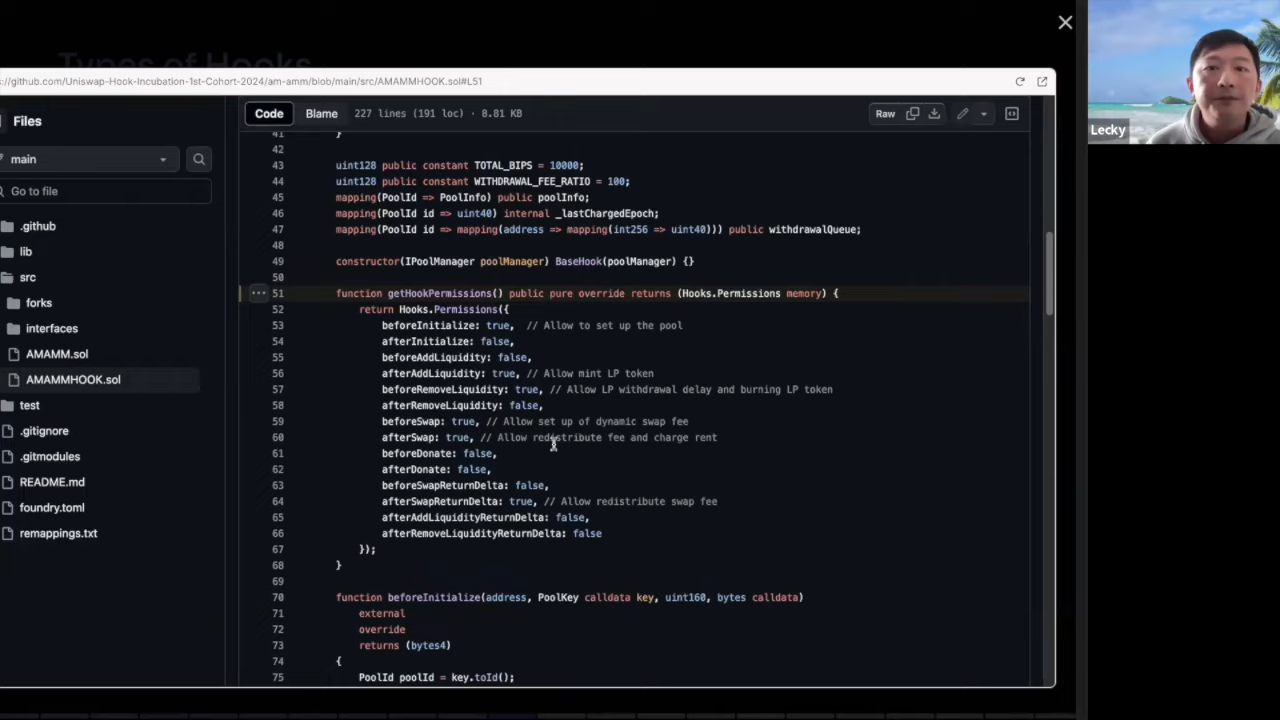 Types of Hooks
s://github.com/Uniswap-Hook-Incubation-1st-Cohort-2024/am-amm/blob/main/src/AMAMMHOOK.sol#L51
Files
main
Go to file
.github
lib
src
forks
interfaces
AMAMM.sol
AMAMMHOOK.sol
test
.gitignore
.gitmodules
README.md
foundry.toml
remappings.txt
Code Blame 227 lines (191 loc) · 8.81 KB Raw
41 }
42
43 uint128 public constant TOTAL_BIPS = 10000;
44 uint128 public constant WITHDRAWAL_FEE_RATIO = 100;
45 mapping(PoolId => PoolInfo) public poolInfo;
46 mapping(PoolId id => uint40) internal _lastChargedEpoch;
47 mapping(PoolId id => mapping(address => mapping(int256 => uint40))) public withdrawalQueue;
48
49 constructor(IPoolManager poolManager) BaseHook(poolManager) {}
50
51 function getHookPermissions() public pure override returns (Hooks.Permissions memory) {
52 return Hooks.Permissions({
53 beforeInitialize: true, // Allow to set up the pool
54 afterInitialize: false,
55 beforeAddLiquidity: false,
56 afterAddLiquidity: true, // Allow mint LP token
57 beforeRemoveLiquidity: true, // Allow LP withdrawal delay and burning LP token
58 afterRemoveLiquidity: false,
59 beforeSwap: true, // Allow set up of dynamic swap fee
60 afterSwap: true, // Allow redistribute fee and charge rent
61 beforeDonate: false,
62 afterDonate: false,
63 beforeSwapReturnDelta: false,
64 afterSwapReturnDelta: true, // Allow redistribute swap fee
65 afterAddLiquidityReturnDelta: false,
66 afterRemoveLiquidityReturnDelta: false
67 });
68 }
69
70 function beforeInitialize(address, PoolKey calldata key, uint160, bytes calldata)
71 external
72 override
73 returns (bytes4)
74 {
75 PoolId poolId = key.toId();
Lecky